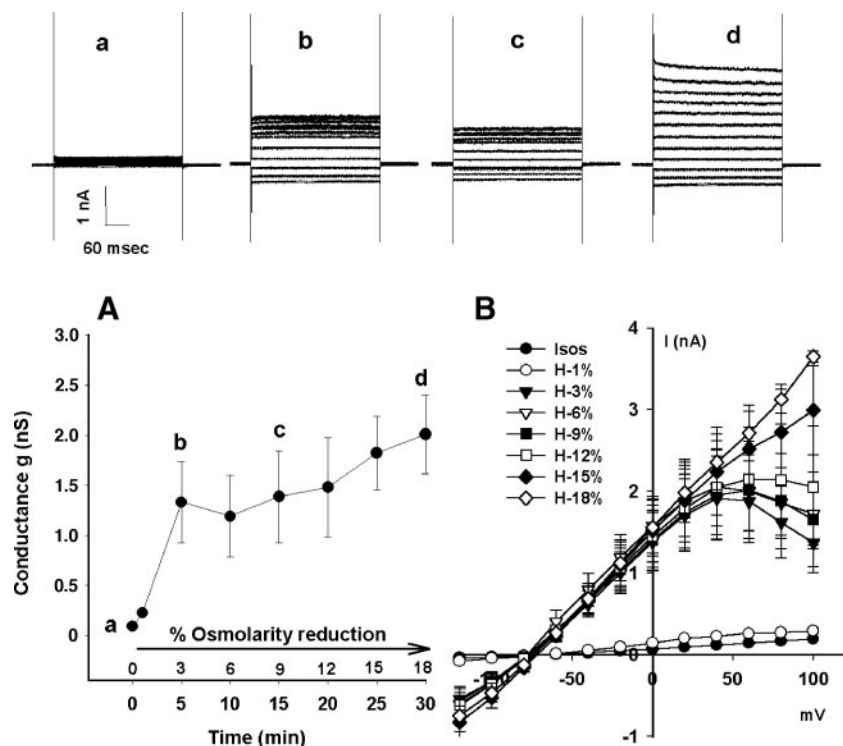 a
b
c
d
1 nA
60 msec
A
B
3.0
2.5
2.0
1.5
1.0
0.5
0
Conductance g (nS)
a
b
c
d
% Osmolarity reduction
0 3 6 9 12 15 18
0 5 10 15 20 25 30
Time (min)
Isos
H-1%
H-3%
H-6%
H-9%
H-12%
H-15%
H-18%
I (nA)
4
3
2
1
0
-1
-50 0 50 100
mV